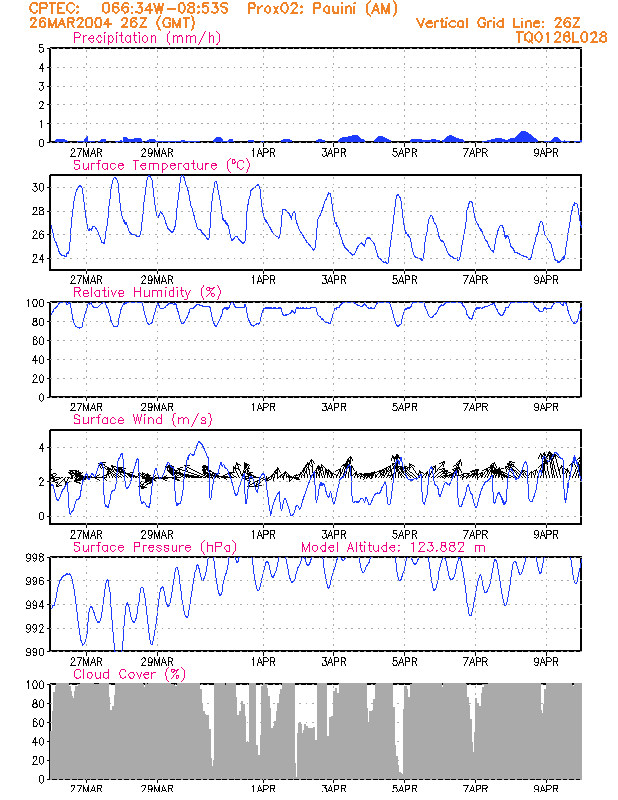 CPTEC: 066:34W-08:53S Prox02: Pauini (AM)
26MAR2004 26Z (GMT) Vertical Grid Line: 26Z
Precipitation (mm/h) TQ0126L028
5
4
3
2
1
0
27MAR 29MAR 1APR 3APR 5APR 7APR 9APR
Surface Temperature (ºC)
30
28
26
24
27MAR 29MAR 1APR 3APR 5APR 7APR 9APR
Relative Humidity (%)
100
80
60
40
20
0
27MAR 29MAR 1APR 3APR 5APR 7APR 9APR
Surface Wind (m/s)
4
2
0
27MAR 29MAR 1APR 3APR 5APR 7APR 9APR
Surface Pressure (hPa) Model Altitude: 123.882 m
998
996
994
992
990
27MAR 29MAR 1APR 3APR 5APR 7APR 9APR
Cloud Cover (%)
100
80
60
40
20
0
27MAR 29MAR 1APR 3APR 5APR 7APR 9APR